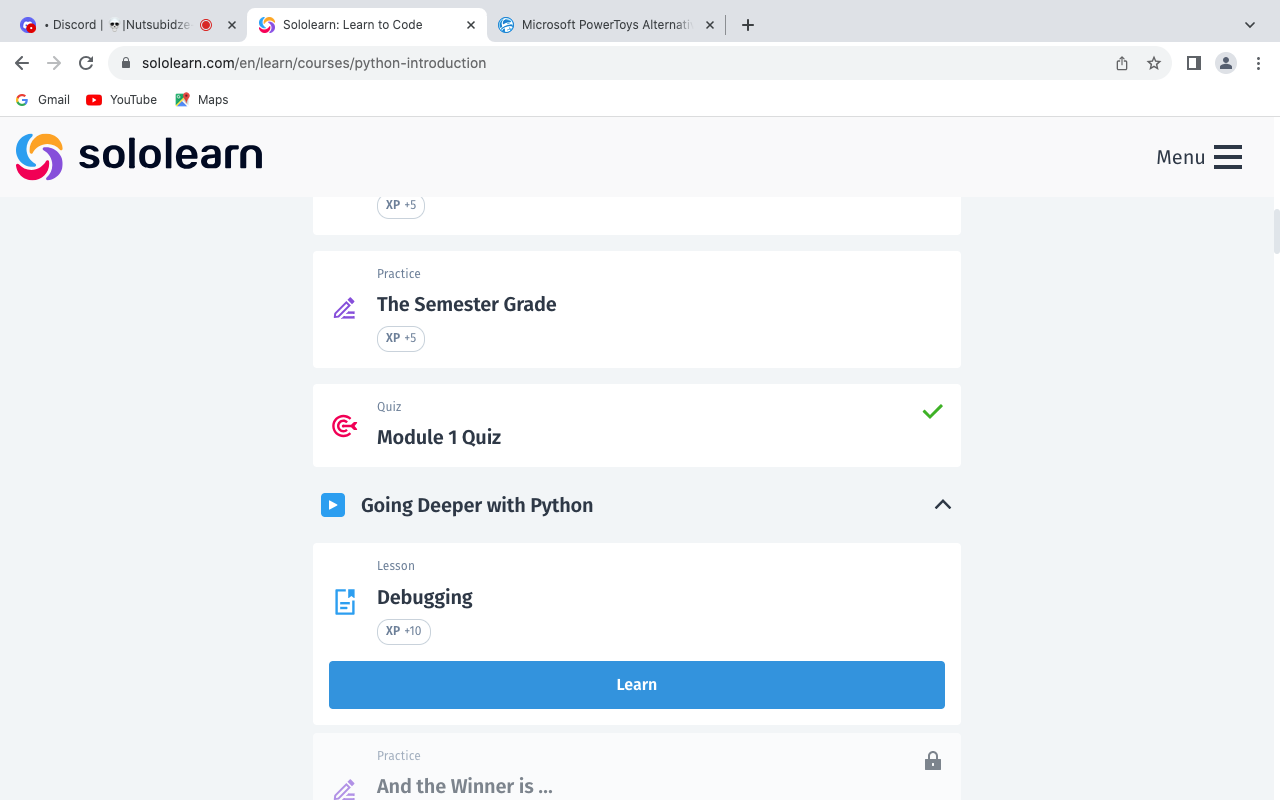 • Discord | 💀|Nutsubidze
Sololearn: Learn to Code
Microsoft PowerToys Alternati
sololearn.com/en/learn/courses/python-introduction
Gmail
YouTube
Maps
sololearn
Menu
XP +5
Practice
The Semester Grade
XP +5
Quiz
Module 1 Quiz
Going Deeper with Python
Lesson
Debugging
XP +10
Learn
Practice
And the Winner is ...